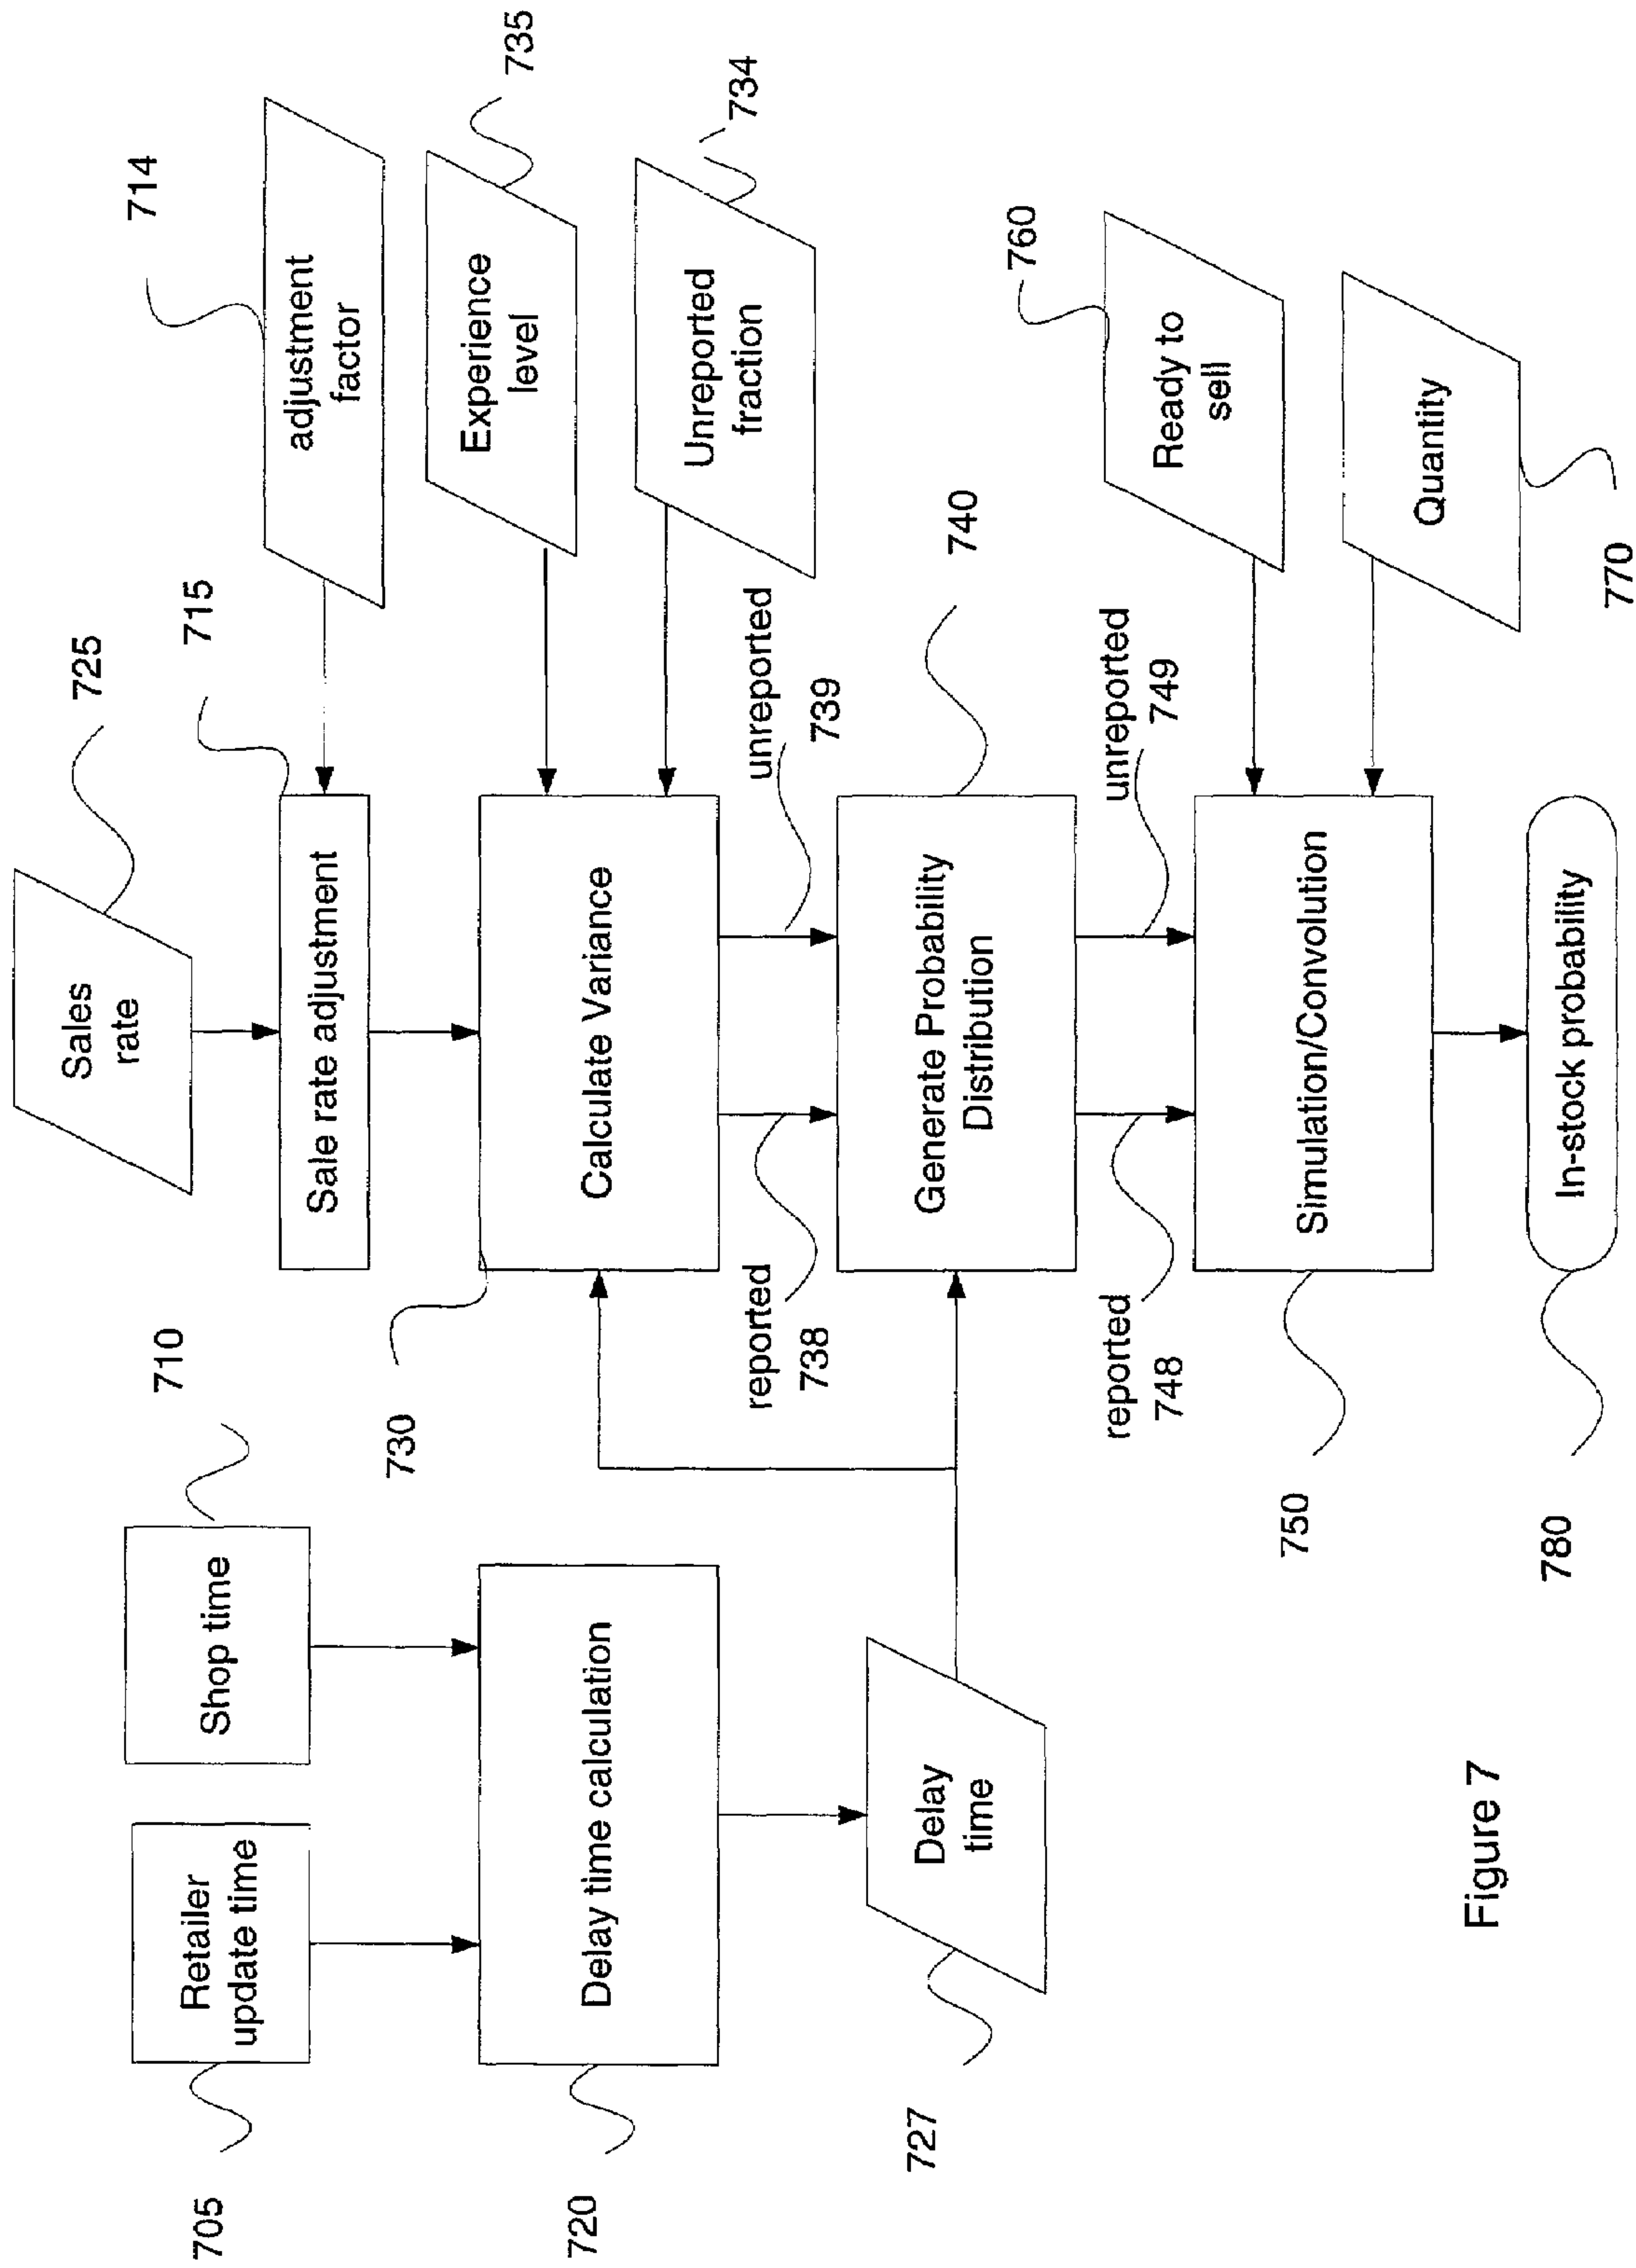 725
Sales
rate
714
715
adjustment
factor
710
Retailer
update time
Shop time
Sale rate adjustment
735
705
730
Experience
level
Delay time calculation
Calculate Variance
734
720
Unreported
fraction
reported
738
unreported
739
Delay
time
Generate Probability
Distribution
740
727
reported
748
unreported
749
760
Ready to
sell
Simulation/Convolution
750
Quantity
770
In-stock probability
780
Figure 7